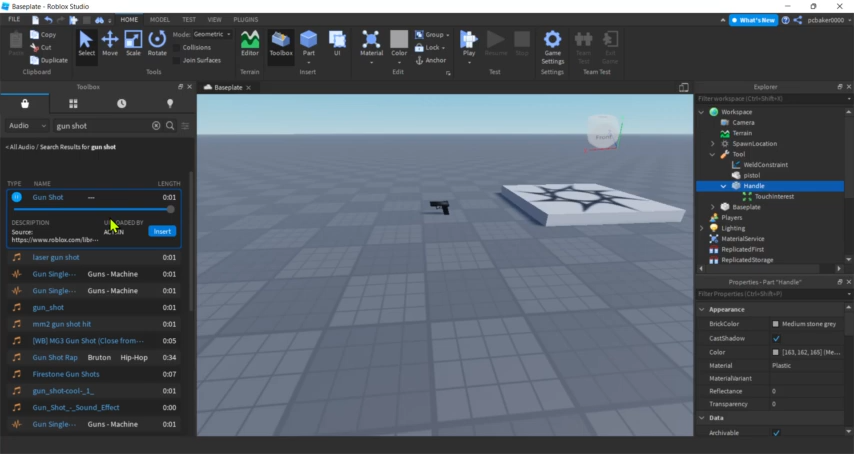 Baseplate - Roblox Studio
FILE HOME MODEL TEST VIEW PLUGINS What's New pcbaker0000
Paste Copy Cut Duplicate Clipboard
Select Move Scale Rotate Mode: Geometric Collisions Join Surfaces Tools
Editor Terrain
Toolbox Part UI Insert
Material Color Group Lock Anchor Edit
Play Resume Stop Test
Game Settings Settings
Team Test Exit Game Team Test
Toolbox
Audio gun shot
< All Audio / Search Results for gun shot
TYPE NAME LENGTH
Gun Shot --- 0:01
DESCRIPTION
Source:
https://www.roblox.com/libr...
Insert
laser gun shot 0:01
Gun Single... Guns - Machine 0:01
Gun Single... Guns - Machine 0:01
gun_shot 0:01
mm2 gun shot hit 0:01
[WB] MG3 Gun Shot (Close from... 0:05
Gun Shot Rap Bruton Hip-Hop 0:34
Firestone Gun Shots 0:07
gun_shot-cool-_1_ 0:01
Gun_Shot_-_Sound_Effect 0:00
Gun Single... Guns - Machine 0:01
Baseplate
Explorer
Filter workspace (Ctrl+Shift+X)
Workspace
Camera
Terrain
SpawnLocation
Tool
WeldConstraint
pistol
Handle
TouchInterest
Baseplate
Players
Lighting
MaterialService
ReplicatedFirst
ReplicatedStorage
Properties - Part "Handle"
Filter Properties (Ctrl+Shift+P)
Appearance
BrickColor Medium stone grey
CastShadow
Color [163, 162, 165] (Me...
Material Plastic
MaterialVariant
Reflectance 0
Transparency 0
Data
Archivable